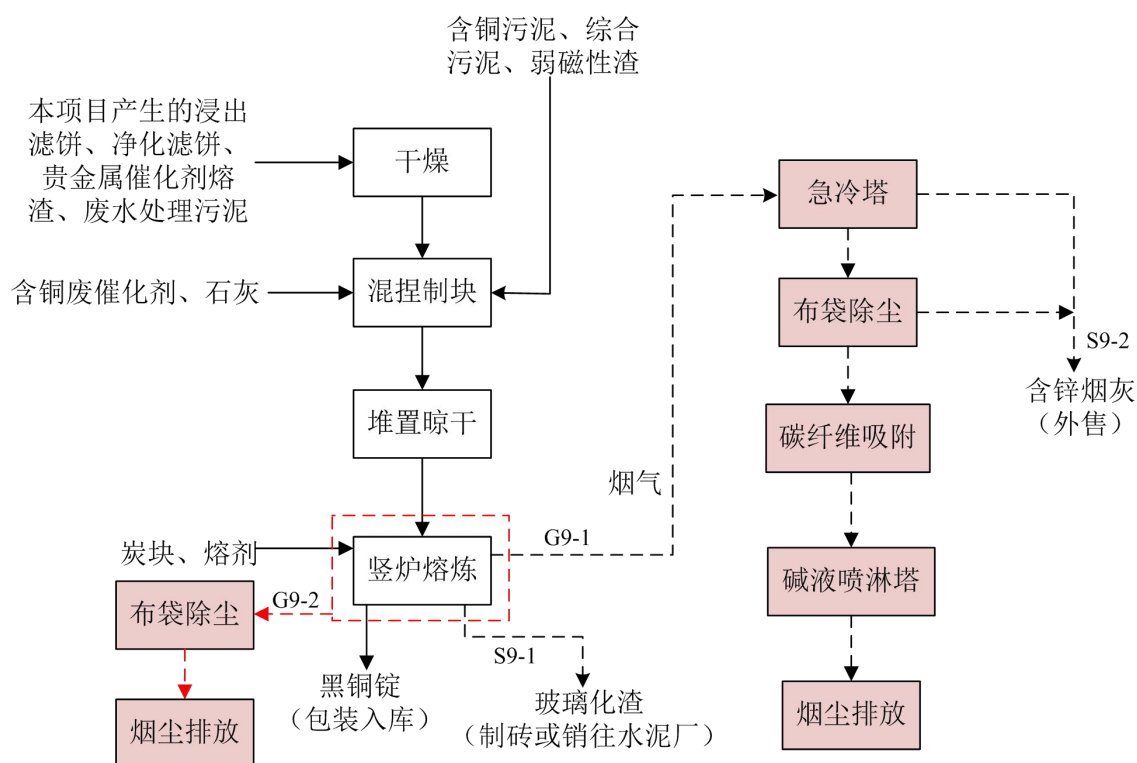 含铜污泥、综合
污泥、弱磁性渣
本项目产生的浸出
滤饼、净化滤饼、
贵金属催化剂熔
渣、废水处理污泥
干燥
含铜废催化剂、石灰
混捏制块
堆置晾干
炭块、熔剂
竖炉熔炼
G9-1
烟气
G9-2
布袋除尘
烟尘排放
黑铜锭
（包装入库）
S9-1
玻璃化渣
（制砖或销往水泥厂）
急冷塔
布袋除尘
S9-2
含锌烟灰
（外售）
碳纤维吸附
碱液喷淋塔
烟尘排放